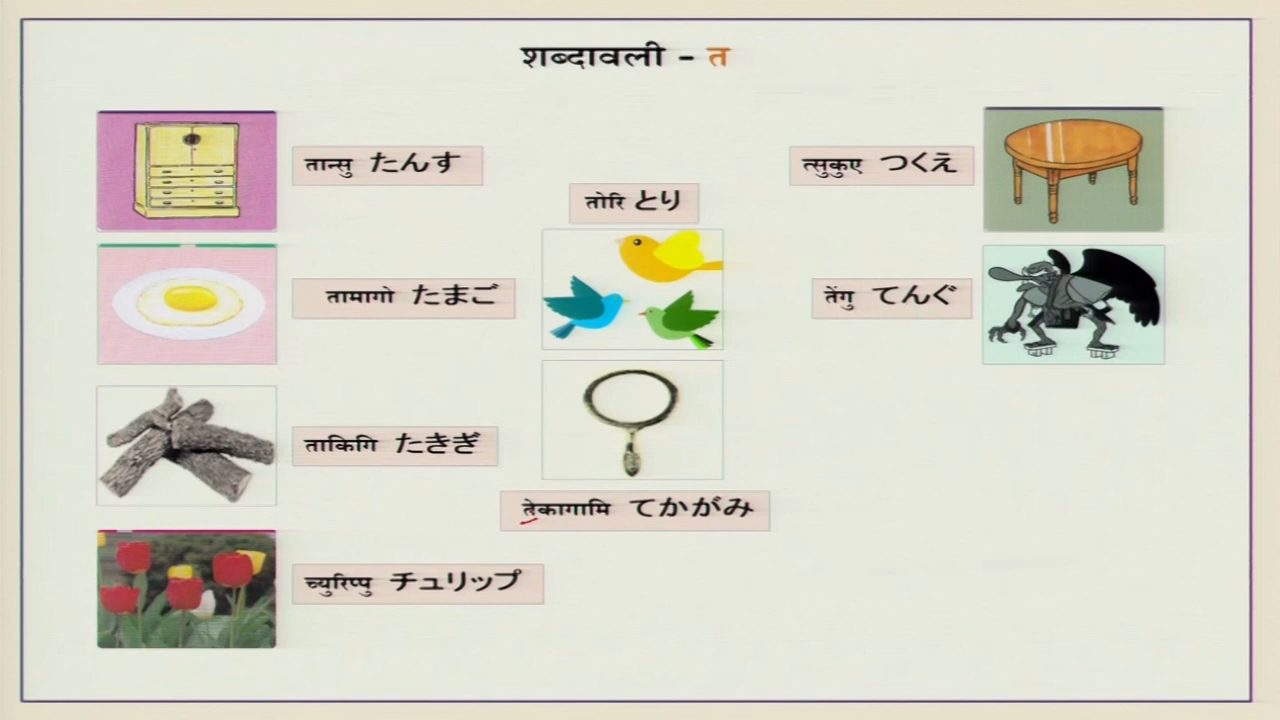 शब्दावली - त
तान्सु たんす
तामागो たまご
ताकिगि たきぎ
च्युरिप्पु チュリップ
तोरि とり
तेकागामि てかがみ
त्सुकुए つくえ
तेंगु てんぐ